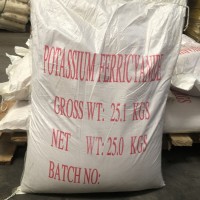 POTASSIUM FERRICYANIDE
GROSS WT: 25.1 KGS
NET WT: 25.0 KGS
BATCH NO: